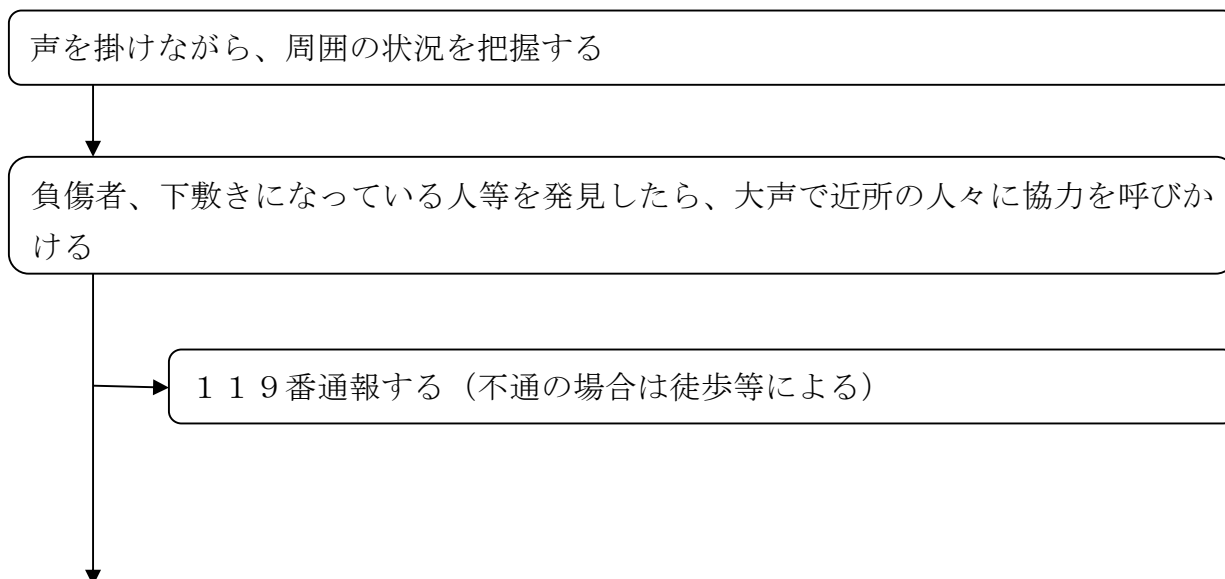 声を掛けながら、周囲の状況を把握する
負傷者、下敷きになっている人等を発見したら、大声で近所の人々に協力を呼びか
ける
１１９番通報する（不通の場合は徒歩等による）